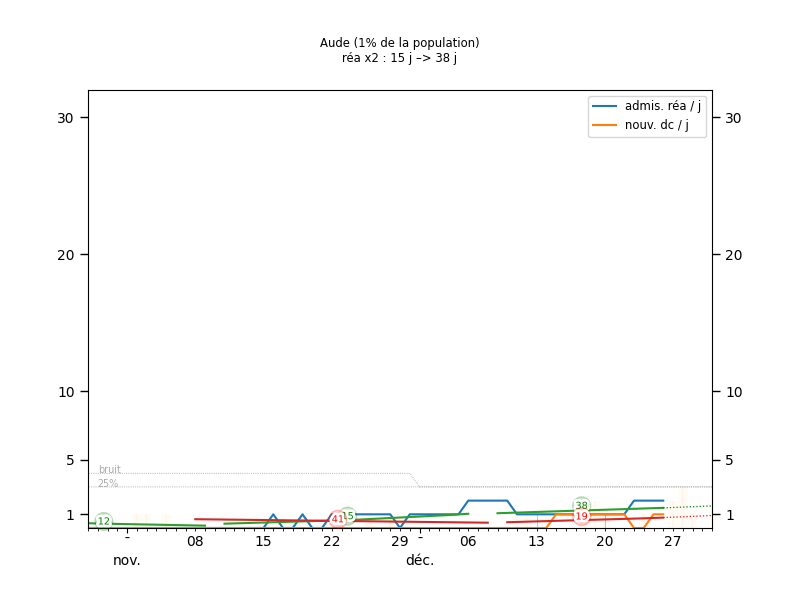 Aude (1% de la population)
réa x2 : 15 j –> 38 j
admis. réa / j
nouv. dc / j
30 30
20 20
10 10
5 5
bruit
25%
1 1
12 41 15 38 19
- 08 15 22 29 - 06 13 20 27
nov. déc.